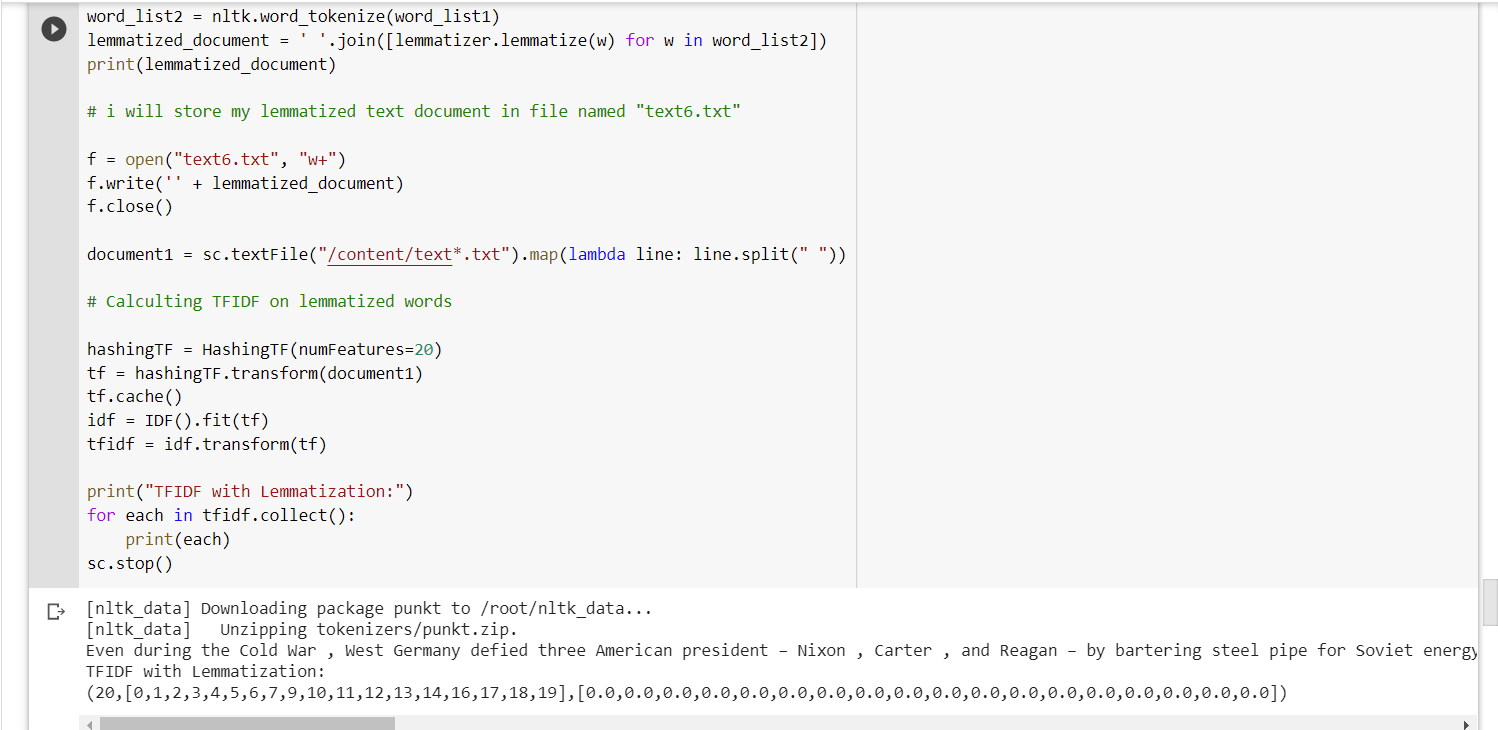 word_list2 = nltk.word_tokenize(word_list1)
lemmatized_document = ' '.join([lemmatizer.lemmatize(w) for w in word_list2])
print(lemmatized_document)
# i will store my lemmatized text document in file named "text6.txt"
f = open("text6.txt", "w+")
f.write('' + lemmatized_document)
f.close()
document1 = sc.textFile("/content/text*.txt").map(lambda line: line.split(" "))
# Calculting TFIDF on lemmatized words
hashingTF = HashingTF(numFeatures=20)
tf = hashingTF.transform(document1)
tf.cache()
idf = IDF().fit(tf)
tfidf = idf.transform(tf)
print("TFIDF with Lemmatization:")
for each in tfidf.collect():
    print(each)
sc.stop()
[nltk_data] Downloading package punkt to /root/nltk_data...
[nltk_data]   Unzipping tokenizers/punkt.zip.
Even during the Cold War , West Germany defied three American president – Nixon , Carter , and Reagan – by bartering steel pipe for Soviet energy
TFIDF with Lemmatization:
(20,[0,1,2,3,4,5,6,7,9,10,11,12,13,14,16,17,18,19],[0.0,0.0,0.0,0.0,0.0,0.0,0.0,0.0,0.0,0.0,0.0,0.0,0.0,0.0,0.0,0.0,0.0,0.0])